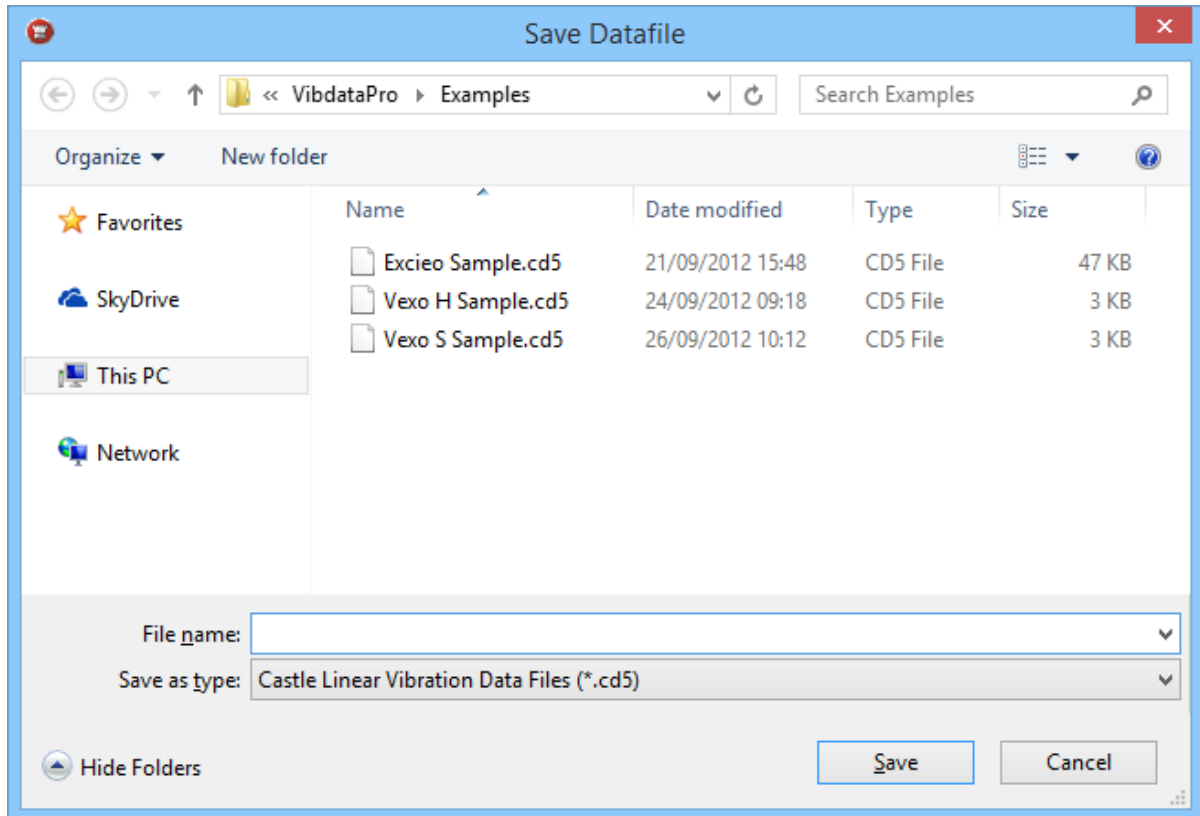 Save Datafile
« VibdataPro Examples
Search Examples
Organize New folder
Favorites
SkyDrive
This PC
Network
Name Date modified Type Size
Excieo Sample.cd5 21/09/2012 15:48 CD5 File 47 KB
Vexo H Sample.cd5 24/09/2012 09:18 CD5 File 3 KB
Vexo S Sample.cd5 26/09/2012 10:12 CD5 File 3 KB
File name:
Save as type: Castle Linear Vibration Data Files (*.cd5)
Hide Folders Save Cancel